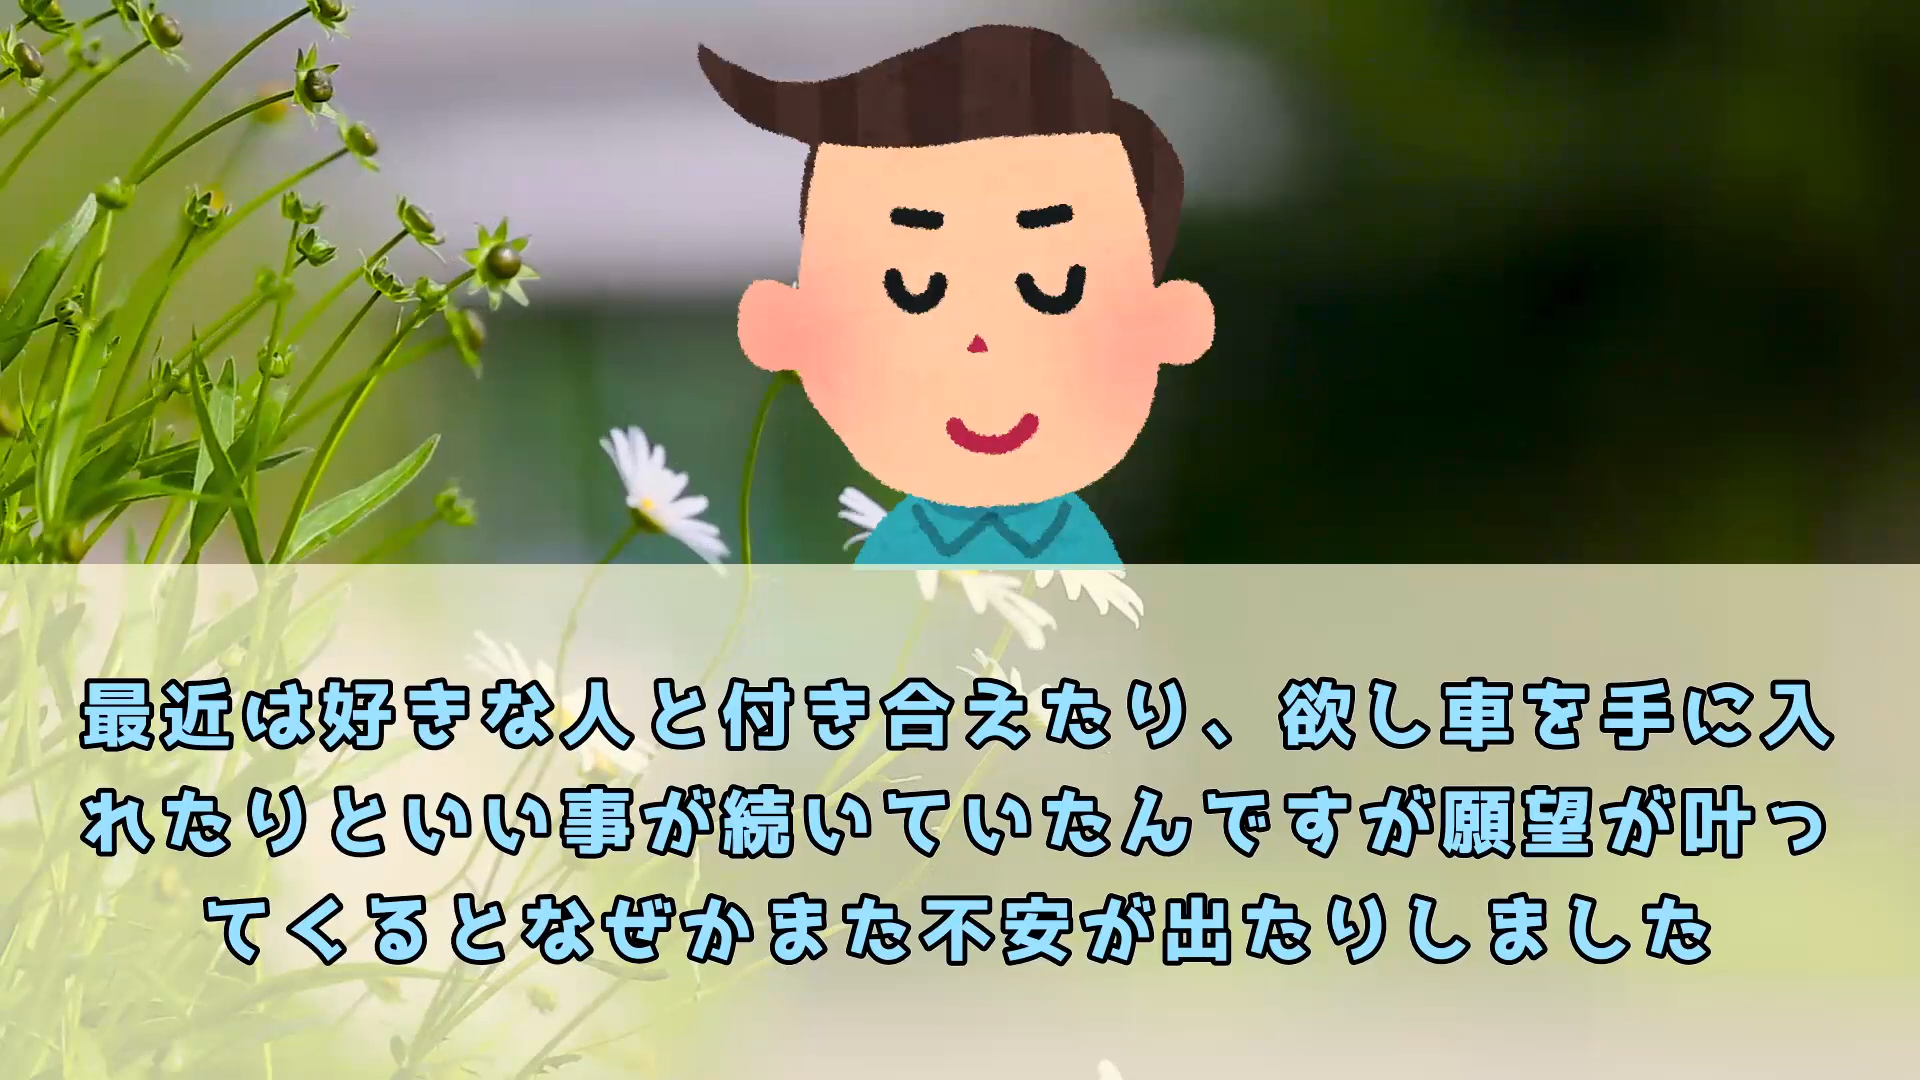 最近は好きな人と付き合えたり、欲し車を手に入
れたりといい事が続いていたんですが願望が叶っ
てくるとなぜかまた不安が出たりしました